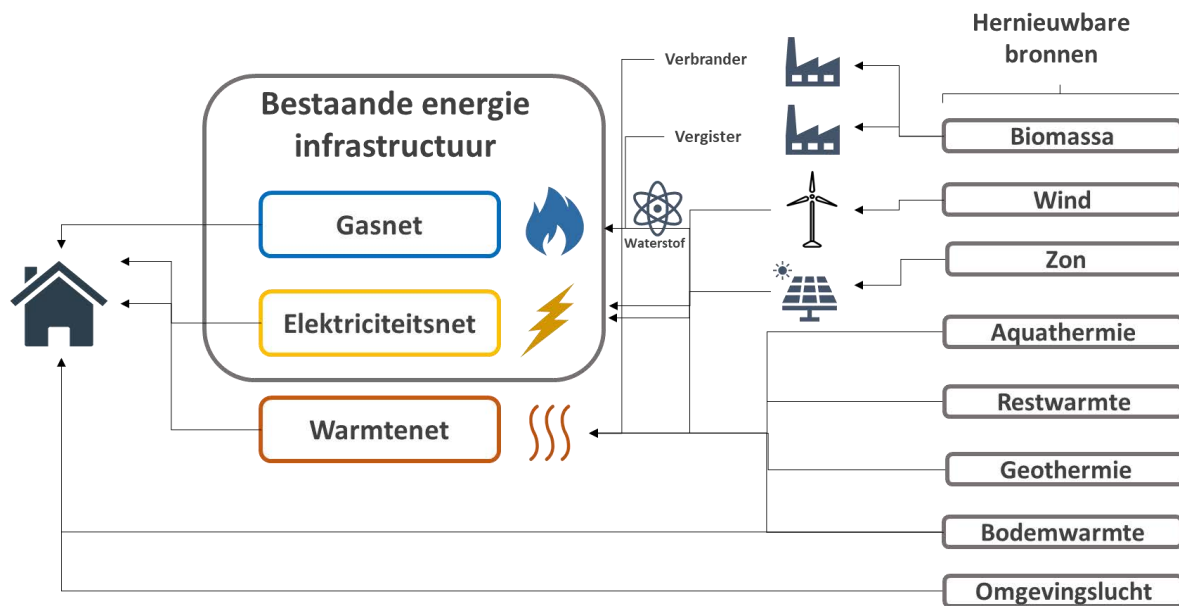 Hernieuwbare
bronnen
Verbrander
Bestaande energie
infrastructuur
Vergister
Biomassa
Wind
Gasnet
Waterstof
Zon
Elektriciteitsnet
Aquathermie
Restwarmte
Warmtenet
Geothermie
Bodemwarmte
Omgevingslucht